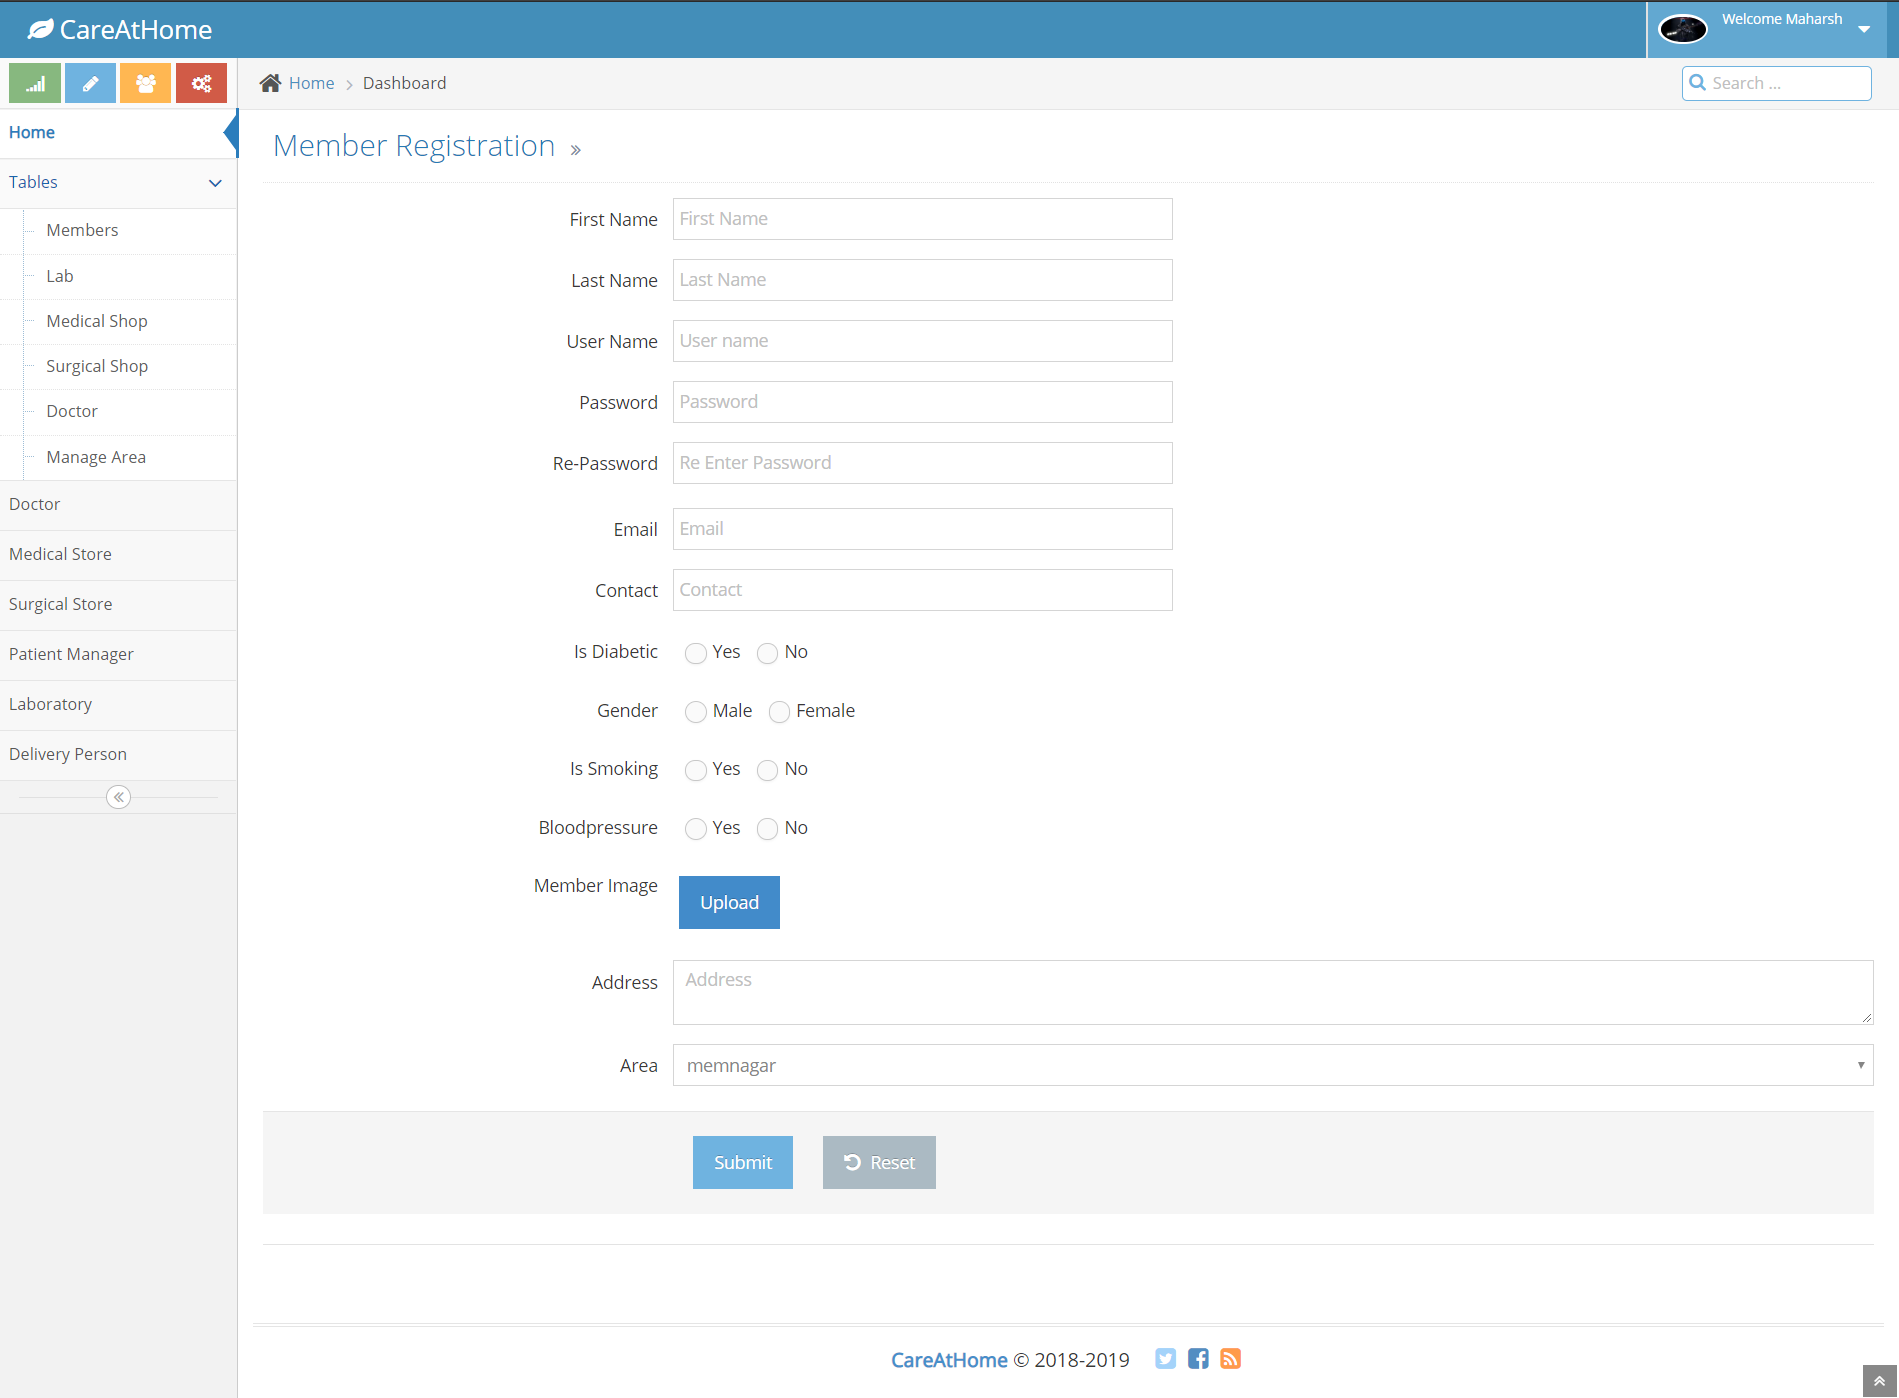 CareAtHome
Welcome Maharsh
Home
Dashboard
Search ...
Home
Tables
Members
Lab
Medical Shop
Surgical Shop
Doctor
Manage Area
Doctor
Medical Store
Surgical Store
Patient Manager
Laboratory
Delivery Person
Member Registration »
First Name First Name
Last Name Last Name
User Name User name
Password Password
Re-Password Re Enter Password
Email Email
Contact Contact
Is Diabetic Yes No
Gender Male Female
Is Smoking Yes No
Bloodpressure Yes No
Member Image Upload
Address Address
Area memnagar
Submit Reset
CareAtHome © 2018-2019